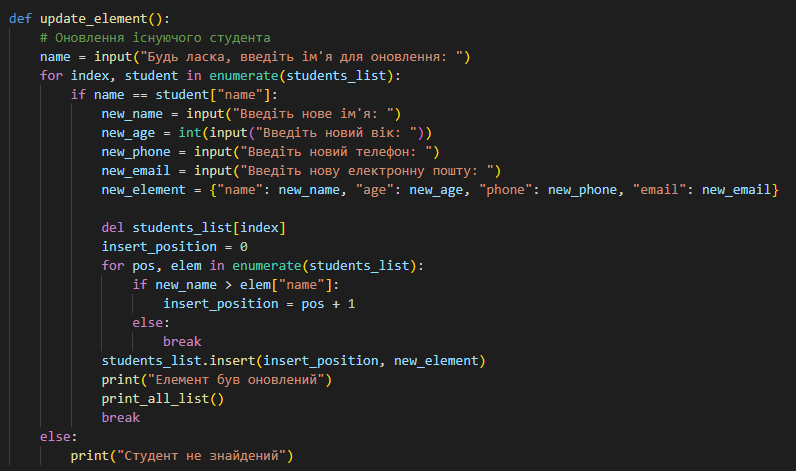 def update_element():
    # Оновлення існуючого студента
    name = input("Будь ласка, введіть ім'я для оновлення: ")
    for index, student in enumerate(students_list):
        if name == student["name"]:
            new_name = input("Введіть нове ім'я: ")
            new_age = int(input("Введіть новий вік: "))
            new_phone = input("Введіть новий телефон: ")
            new_email = input("Введіть нову електронну пошту: ")
            new_element = {"name": new_name, "age": new_age, "phone": new_phone, "email": new_email}

            del students_list[index]
            insert_position = 0
            for pos, elem in enumerate(students_list):
                if new_name > elem["name"]:
                    insert_position = pos + 1
                else:
                    break
            students_list.insert(insert_position, new_element)
            print("Елемент був оновлений")
            print_all_list()
            break
    else:
        print("Студент не знайдений")